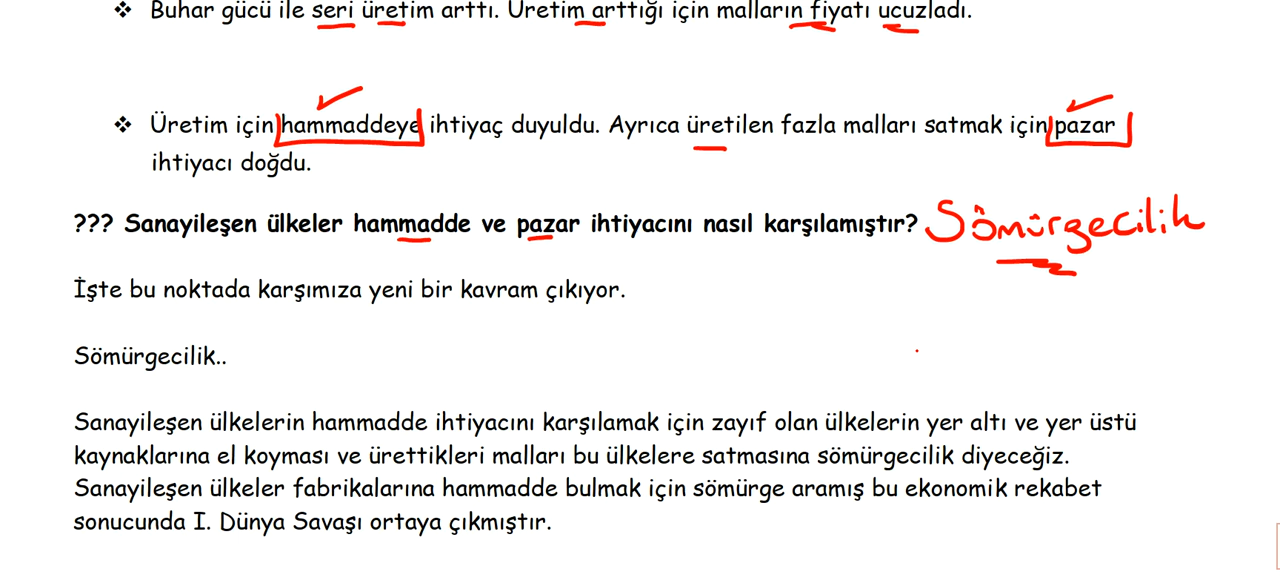 ❖ Buhar gücü ile seri üretim arttı. Üretim arttığı için malların fiyatı ucuzladı.
❖ Üretim için hammaddeye ihtiyaç duyuldu. Ayrıca üretilen fazla malları satmak için pazar
ihtiyacı doğdu.
??? Sanayileşen ülkeler hammadde ve pazar ihtiyacını nasıl karşılamıştır? Sömürgecilik
İşte bu noktada karşımıza yeni bir kavram çıkıyor.
Sömürgecilik..
Sanayileşen ülkelerin hammadde ihtiyacını karşılamak için zayıf olan ülkelerin yer altı ve yer üstü
kaynaklarına el koyması ve ürettikleri malları bu ülkelere satmasına sömürgecilik diyeceğiz.
Sanayileşen ülkeler fabrikalarına hammadde bulmak için sömürge aramış bu ekonomik rekabet
sonucunda I. Dünya Savaşı ortaya çıkmıştır.